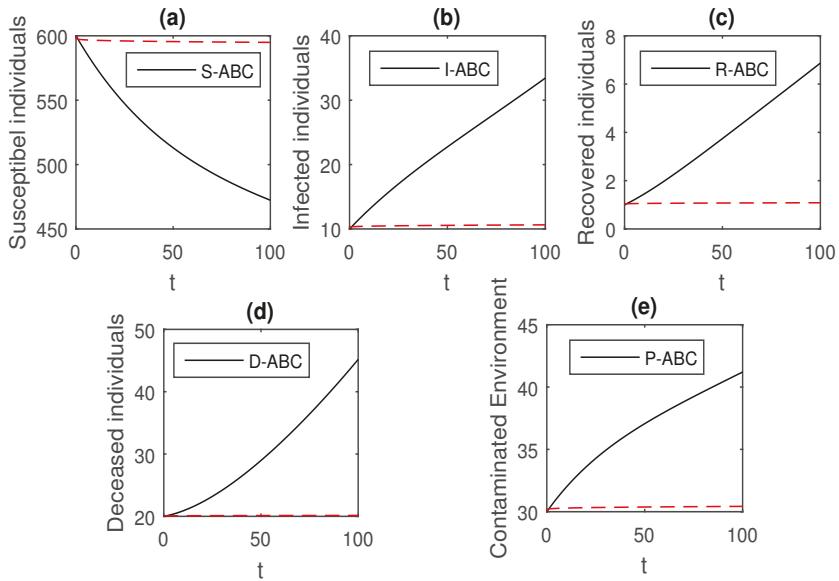 (a)
Susceptibel individuals
600
550
500
450
S-ABC
0 50 100
t
(b)
Infected individuals
40
30
20
10
I-ABC
0 50 100
t
(c)
Recovered individuals
8
6
4
2
0
R-ABC
0 50 100
t
(d)
Deceased individuals
50
40
30
20
D-ABC
0 50 100
t
(e)
Contaminated Environment
45
40
35
30
P-ABC
0 50 100
t